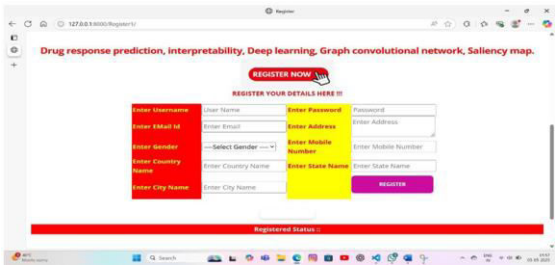 Register
127.0.0.1:8000/Register1/
Drug response prediction, interpretability, Deep learning, Graph convolutional network, Saliency map.
REGISTER NOW
REGISTER YOUR DETAILS HERE !!!
Enter Username User Name Enter Password Password
Enter EMail Id Enter Email Enter Address Enter Address
Enter Gender ---Select Gender --- Enter Mobile Number Enter Mobile Number
Enter Country Name Enter Country Name Enter State Name Enter State Name
Enter City Name Enter City Name REGISTER
Registered Status ::
Search